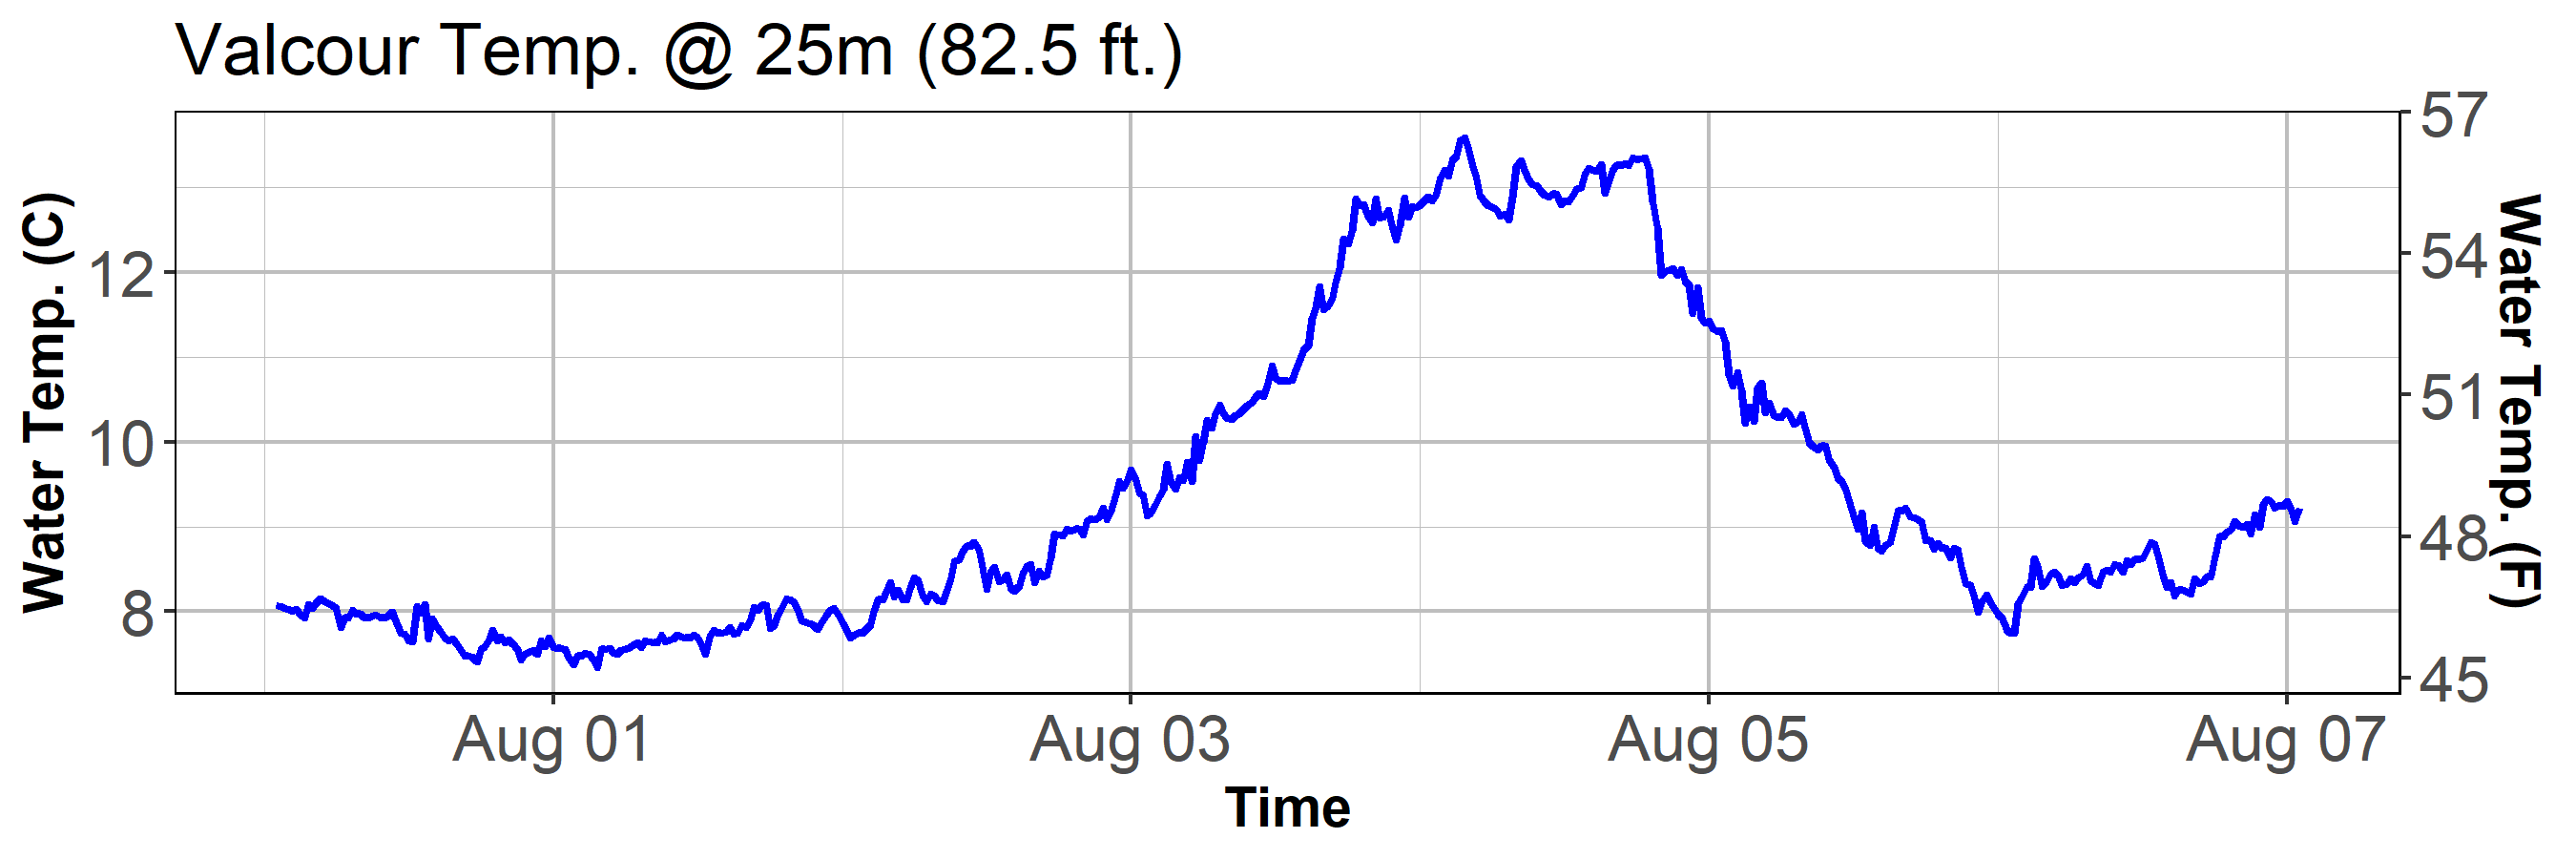 Valcour Temp. @ 25m (82.5 ft.)
Water Temp. (C)
12
10
8
57
54
51
48
45
Water Temp. (F)
Aug 01
Aug 03
Aug 05
Aug 07
Time